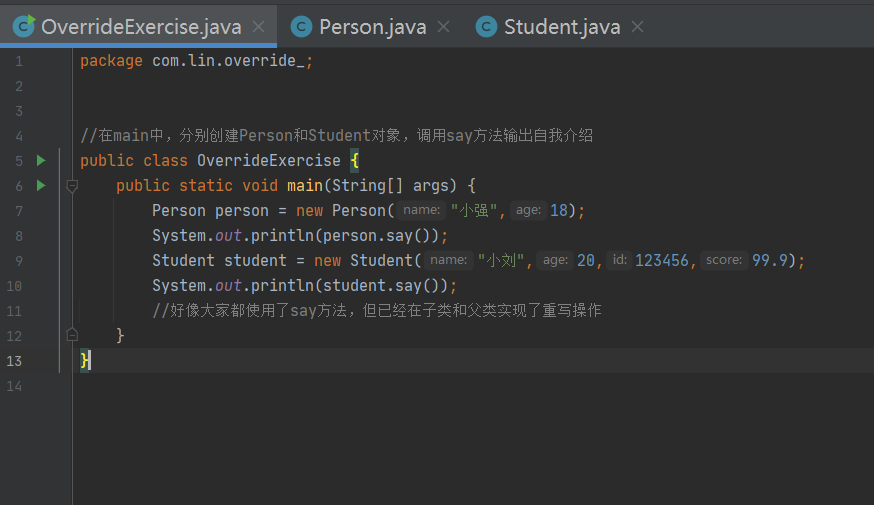 OverrideExercise.java Person.java Student.java
1 package com.lin.override_;
2
3
4 //在main中，分别创建Person和Student对象，调用say方法输出自我介绍
5 public class OverrideExercise {
6 public static void main(String[] args) {
7 Person person = new Person( name: "小强", age: 18);
8 System.out.println(person.say());
9 Student student = new Student( name: "小刘", age: 20, id: 123456, score: 99.9);
10 System.out.println(student.say());
11 //好像大家都使用了say方法，但已经在子类和父类实现了重写操作
12 }
13 }
14